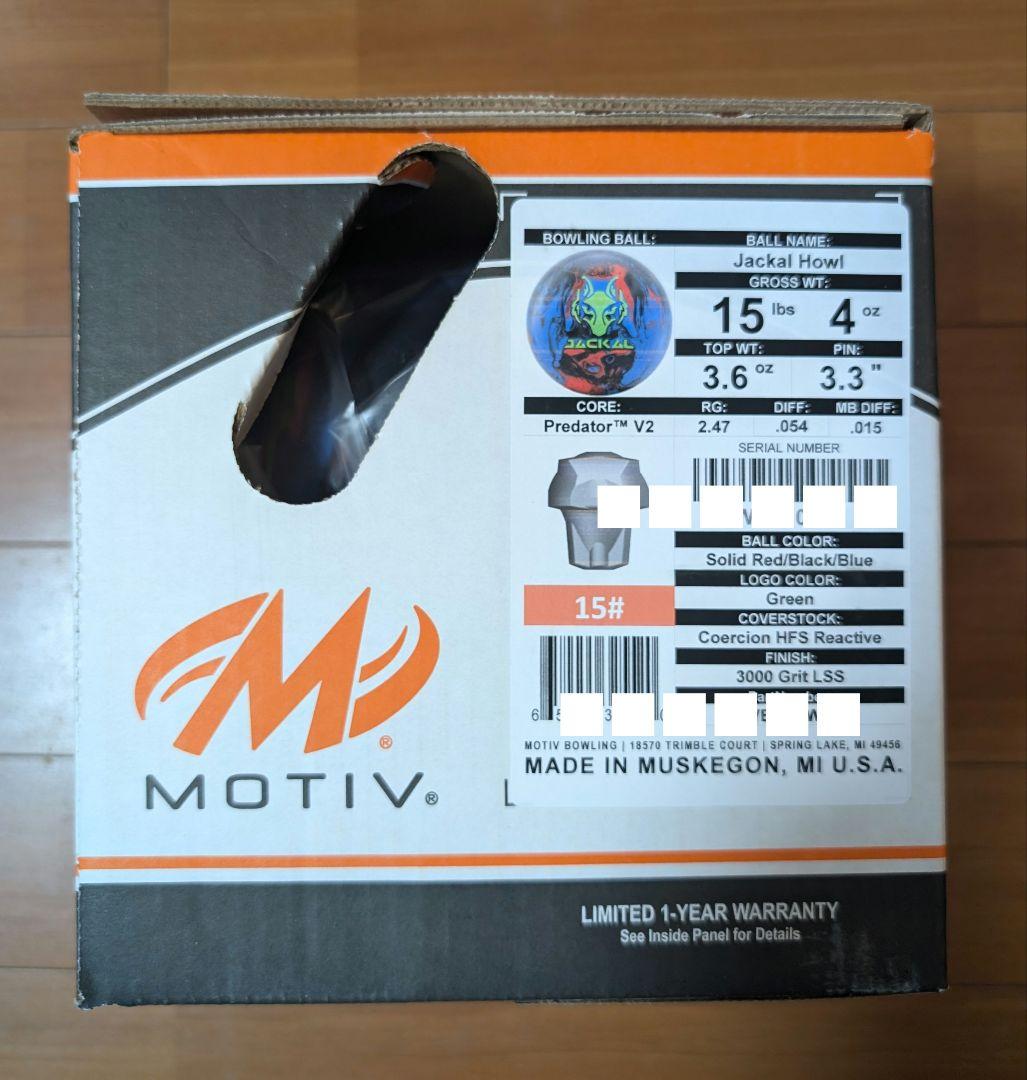 BOWLING BALL:
BALL NAME:
Jackal Howl
GROSS WT:
15 lbs 4 oz
JACKAL
TOP WT: PIN:
3.6 oz 3.3"
CORE: RG: DIFF: MB DIFF:
Predator™ V2 2.47 .054 .015
SERIAL NUMBER
BALL COLOR:
Solid Red/Black/Blue
LOGO COLOR:
Green
15#
COVERSTOCK:
Coercion HFS Reactive
FINISH:
3000 Grit LSS
MOTIV BOWLING | 18570 TRIMBLE COURT | SPRING LAKE, MI 49456
MADE IN MUSKEGON, MI U.S.A.
M®
MOTIV®
LIMITED 1-YEAR WARRANTY
See Inside Panel for Details